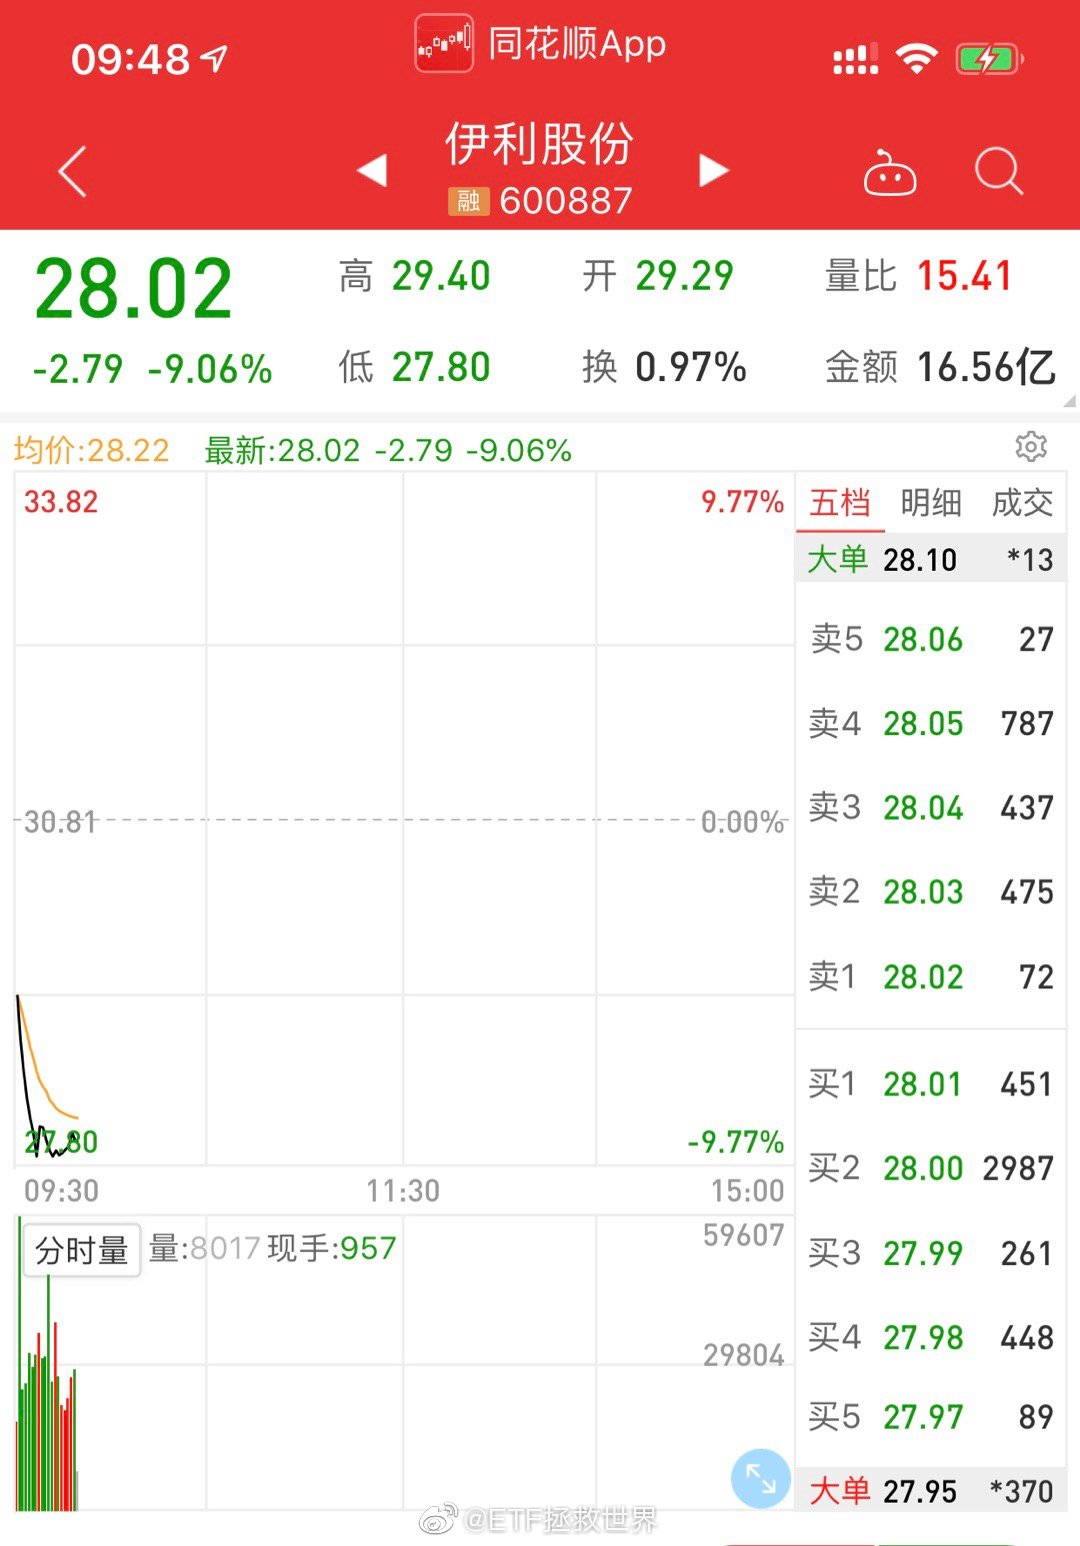 09:48
同花顺App
伊利股份
融 600887
28.02
-2.79 -9.06%
高 29.40 开 29.29 量比 15.41
低 27.80 换 0.97% 金额 16.56亿
均价:28.22 最新:28.02 -2.79 -9.06%
33.82 9.77%
30.81 0.00%
27.80 -9.77%
09:30 11:30 15:00
分时量 量:8017 现手:957
59607
29804
五档 明细 成交
大单 28.10 *13
卖5 28.06 27
卖4 28.05 787
卖3 28.04 437
卖2 28.03 475
卖1 28.02 72
买1 28.01 451
买2 28.00 2987
买3 27.99 261
买4 27.98 448
买5 27.97 89
大单 27.95 *370
@ETF拯救世界